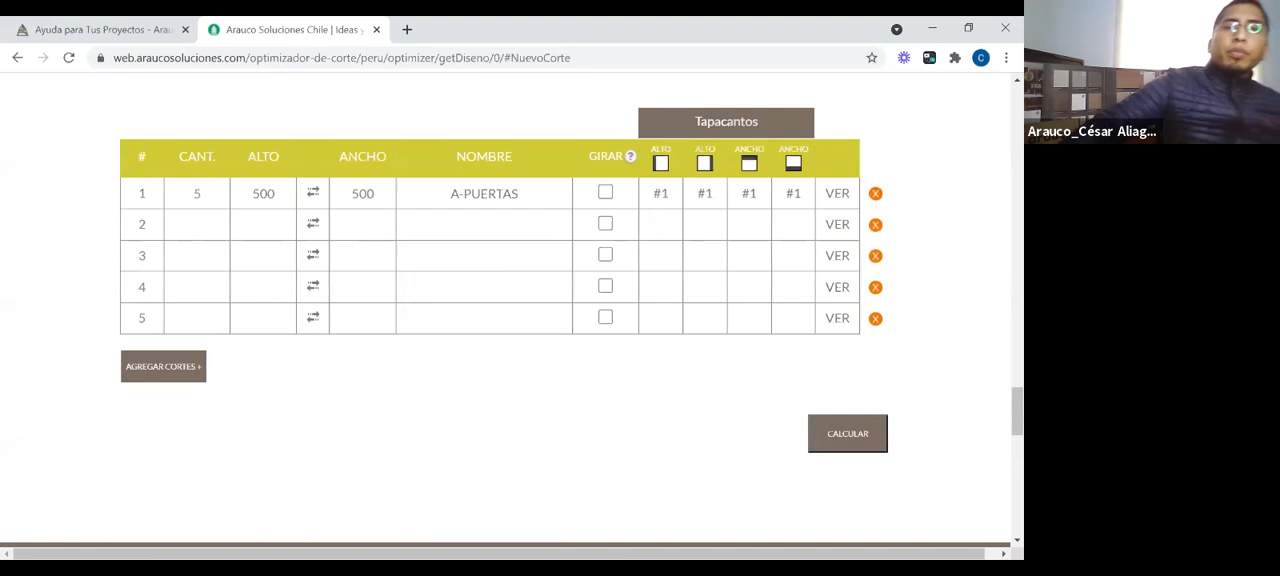 Ayuda para Tus Proyectos - Arau
Arauco Soluciones Chile | Ideas y
web.araucosoluciones.com/optimizador-de-corte/peru/optimizer/getDiseno/0/#NuevoCorte
C
Arauco_César Aliag...
Tapacantos
# CANT. ALTO ANCHO NOMBRE GIRAR ? ALTO ALTO ANCHO ANCHO
1 5 500 500 A-PUERTAS #1 #1 #1 #1 VER X
2 VER X
3 VER X
4 VER X
5 VER X
AGREGAR CORTES +
CALCULAR